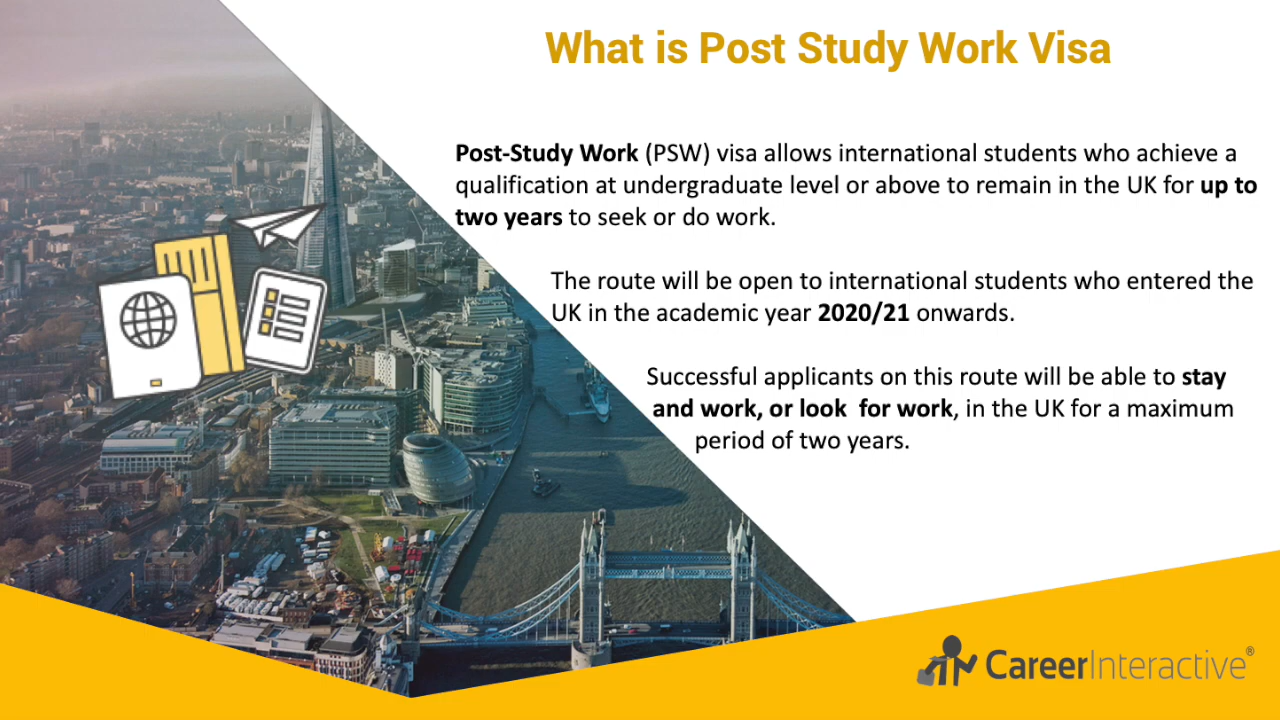 What is Post Study Work Visa
Post-Study Work (PSW) visa allows international students who achieve a
qualification at undergraduate level or above to remain in the UK for up to
two years to seek or do work.
The route will be open to international students who entered the
UK in the academic year 2020/21 onwards.
Successful applicants on this route will be able to stay
and work, or look  for work, in the UK for a maximum
period of two years.
CareerInteractive®